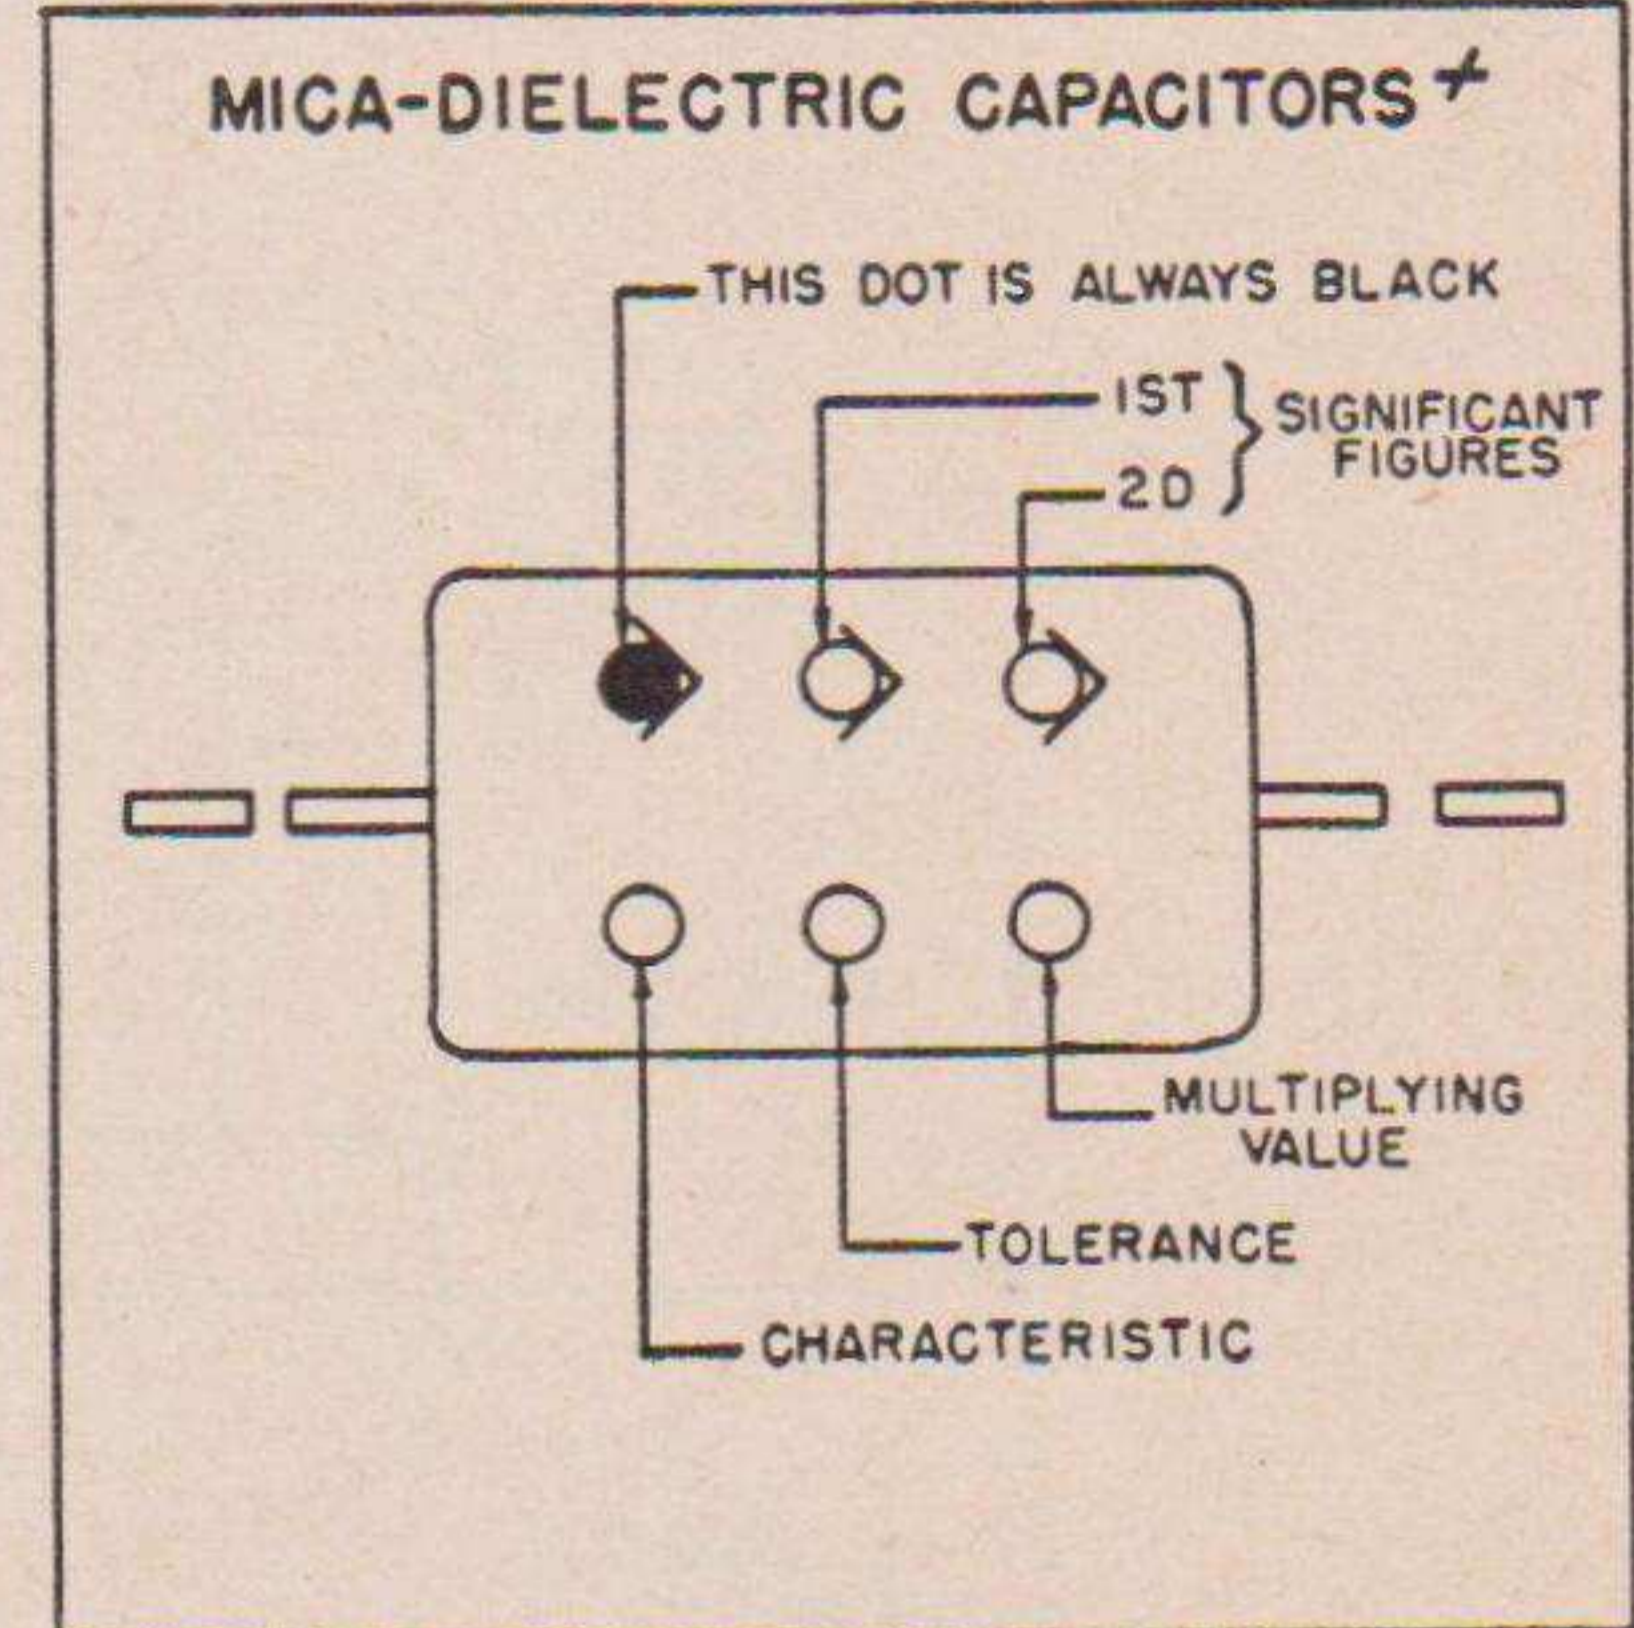 MICA-DIELECTRIC CAPACITORS+
THIS DOT IS ALWAYS BLACK
1ST
2D
SIGNIFICANT
FIGURES
MULTIPLYING
VALUE
TOLERANCE
CHARACTERISTIC